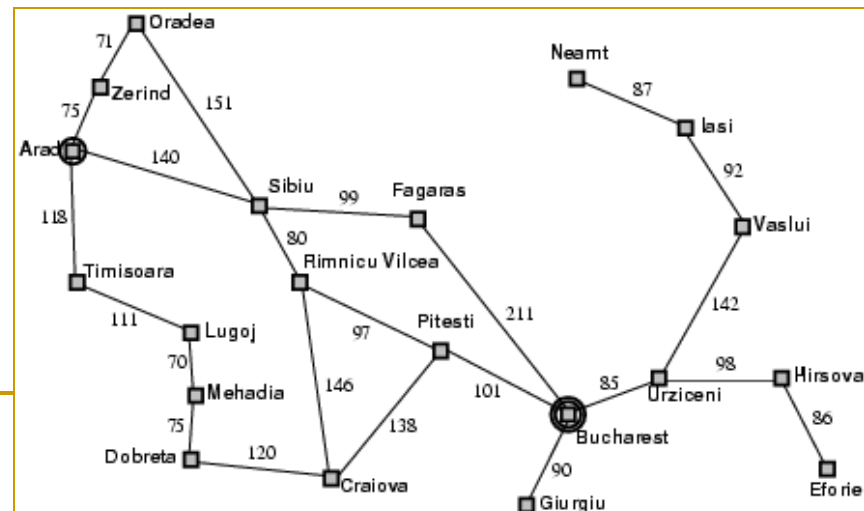 Oradea
71
Neamt
Zerind
87
75
151
Iasi
Arad
140
92
Sibiu
99
Fagaras
118
Vaslui
80
Timisoara
Rimnicu Vilcea
111
Lugoj
97
Pitesti
211
142
70
98
Hirsova
Mehadia
146
101
85
Urziceni
75
138
86
Bucharest
Dobreta
120
90
Craiova
Eforie
Giurgiu